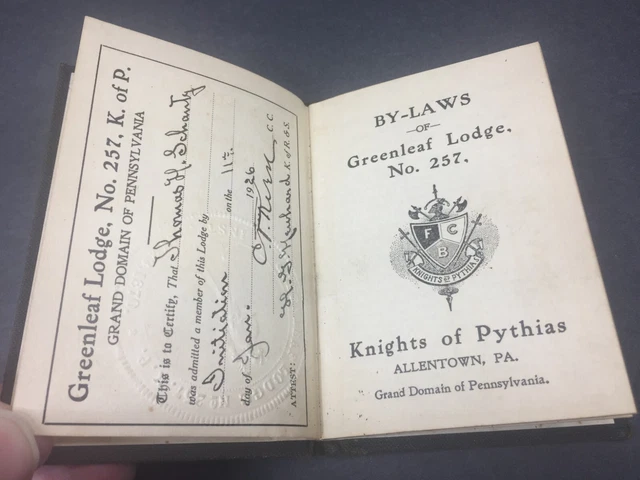 Greenleaf Lodge, No. 257, K. of P.
GRAND DOMAIN OF PENNSYLVANIA
This is to Certify, That Thomas H. Schantz
was admitted a member of this Lodge by
Initiation on the 11th
day of Jan. 1926
C. C.
ATTEST: K. of R. & S.
BY-LAWS
—OF—
Greenleaf Lodge,
No. 257,
F C
B
KNIGHTS OF PYTHIAS
Knights of Pythias
ALLENTOWN, PA.
Grand Domain of Pennsylvania.